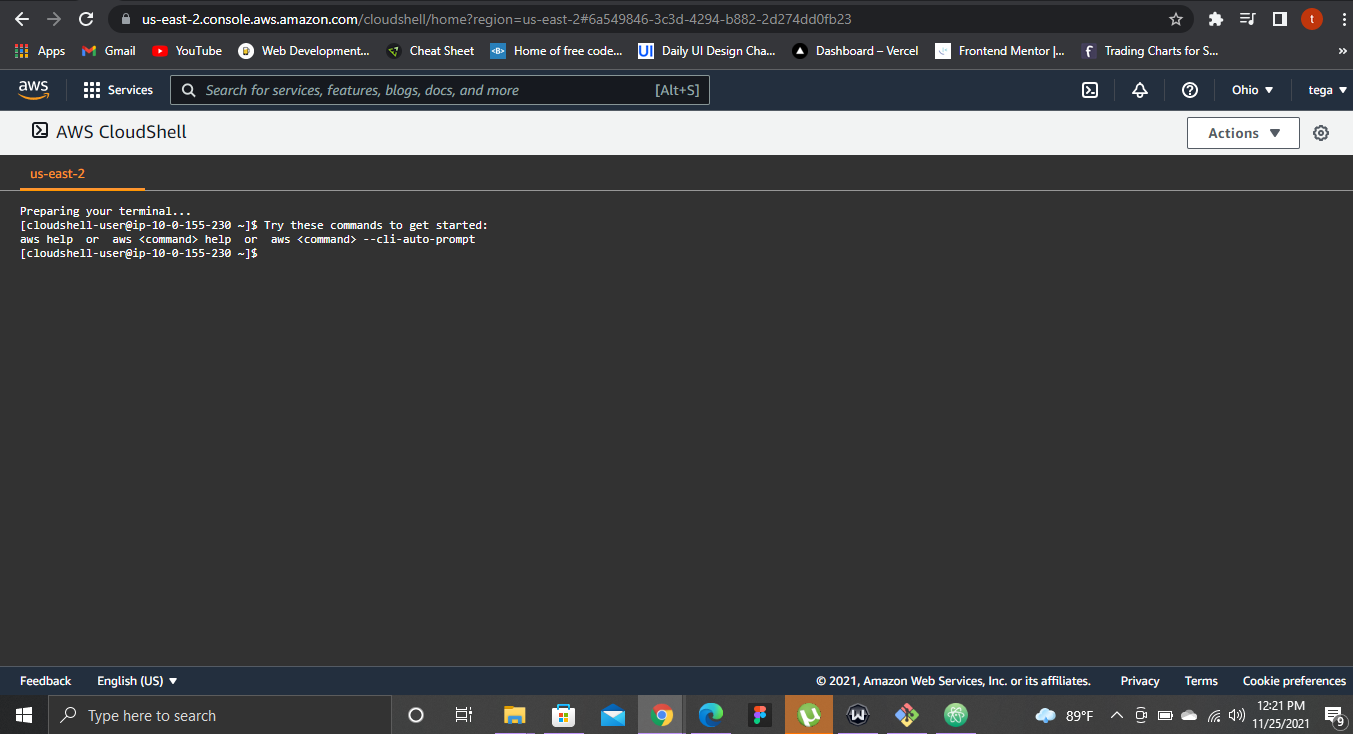 us-east-2.console.aws.amazon.com/cloudshell/home?region=us-east-2#6a549846-3c3d-4294-b882-2d274dd0fb23
t
Apps Gmail YouTube Web Development... Cheat Sheet Home of free code... UI Daily UI Design Cha... Dashboard – Vercel Frontend Mentor |... Trading Charts for S... »
aws Services Search for services, features, blogs, docs, and more [Alt+S] Ohio ▼ tega ▼
AWS CloudShell Actions ▼
us-east-2
Preparing your terminal...
[cloudshell-user@ip-10-0-155-230 ~]$ Try these commands to get started:
aws help or aws <command> help or aws <command> --cli-auto-prompt
[cloudshell-user@ip-10-0-155-230 ~]$
Feedback English (US) ▼ © 2021, Amazon Web Services, Inc. or its affiliates. Privacy Terms Cookie preferences
Type here to search 89°F 12:21 PM
11/25/2021 9